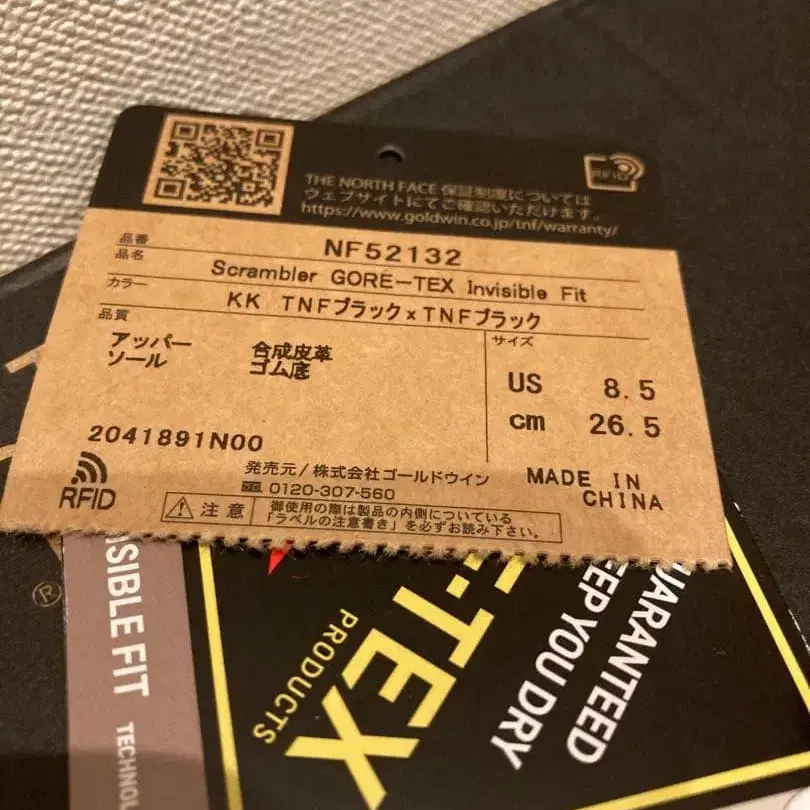 THE NORTH FACE 保証制度については
ウェブサイトにてご確認いただけます。
https://www.goldwin.co.jp/tnf/warranty/
RFID
品番 NF52132
品名 Scrambler GORE-TEX Invisible Fit
カラー KK TNFブラック×TNFブラック
品質
アッパー 合成皮革
ソール ゴム底
サイズ
US 8.5
cm 26.5
2041891N00
RFID
発売元/株式会社ゴールドウイン
0120-307-560
MADE IN
CHINA
注意
御使用の際は製品の内側についている
「ラベルの注意書き」を必ずお読み下さい。
®
ISIBLE FIT
TECHNOL
E-TEX
PRODUCTS
UARANTEED
EEP YOU DRY